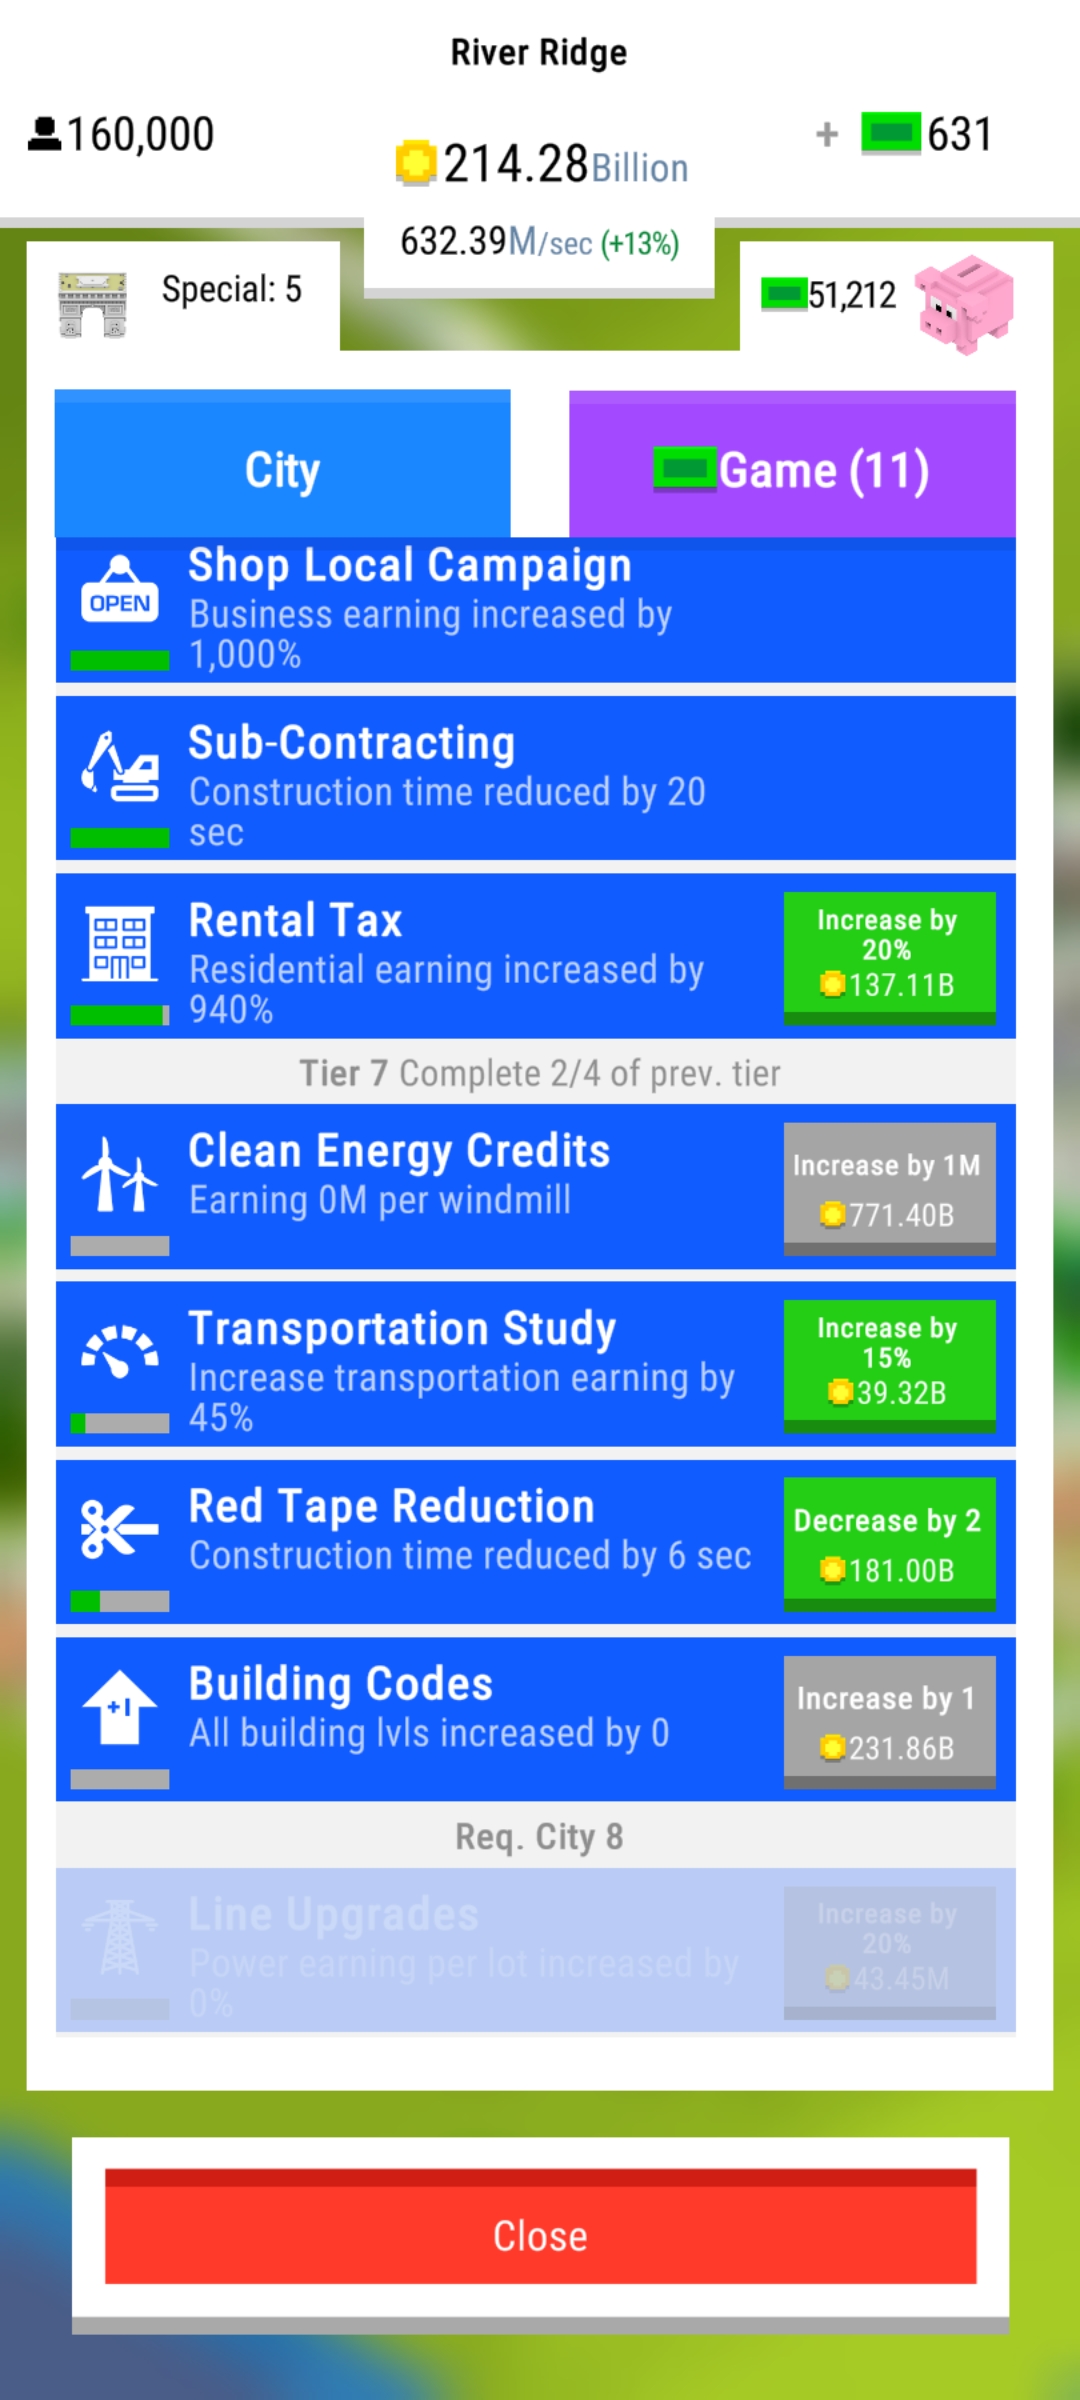 River Ridge
160,000
214.28Billion
+ 631
632.39M/sec (+13%)
Special: 5
51,212
City
Game (11)
OPEN
Shop Local Campaign
Business earning increased by
1,000%
Sub-Contracting
Construction time reduced by 20
sec
Rental Tax
Residential earning increased by
940%
Increase by
20%
137.11B
Tier 7 Complete 2/4 of prev. tier
Clean Energy Credits
Earning 0M per windmill
Increase by 1M
771.40B
Transportation Study
Increase transportation earning by
45%
Increase by
15%
39.32B
Red Tape Reduction
Construction time reduced by 6 sec
Decrease by 2
181.00B
+1
Building Codes
All building lvls increased by 0
Increase by 1
231.86B
Req. City 8
Line Upgrades
Power earning per lot increased by
0%
Increase by
20%
43.45M
Close